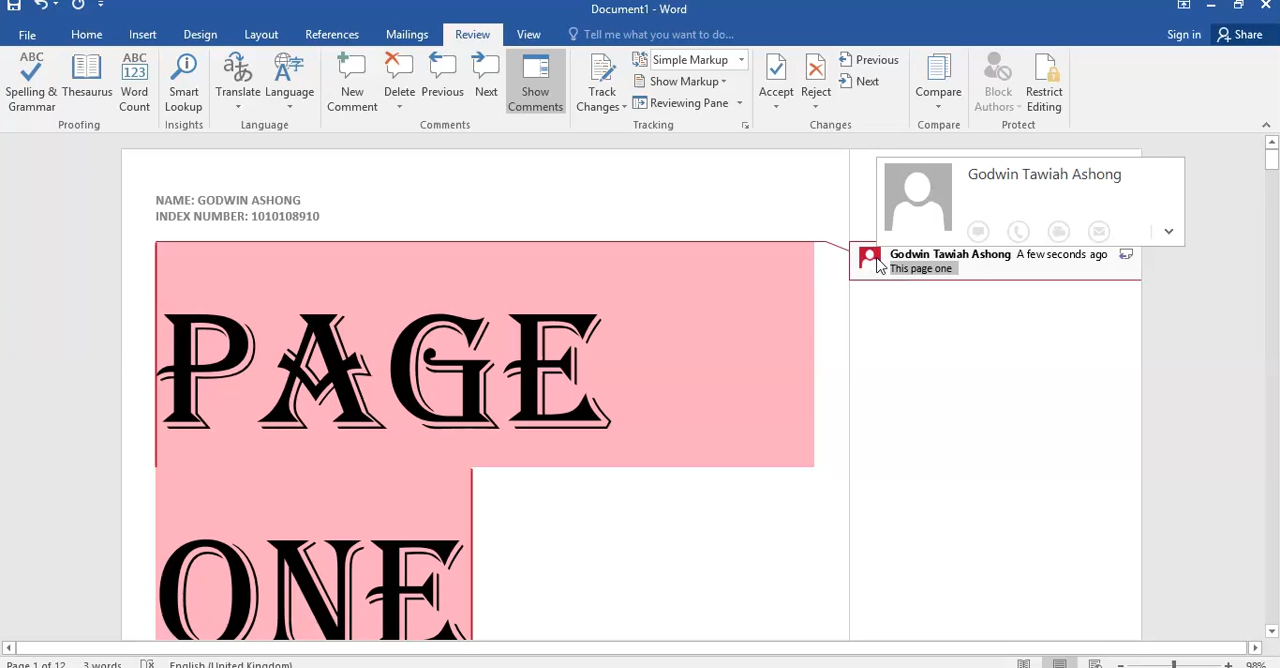 Document1 - Word
File Home Insert Design Layout References Mailings Review View Tell me what you want to do... Sign in Share
ABC
Spelling &
Grammar
Thesaurus
ABC
123
Word
Count
Proofing
Smart
Lookup
Insights
Translate
Language
Language
New
Comment
Delete
Previous
Next
Show
Comments
Comments
Track
Changes
Simple Markup
Show Markup
Reviewing Pane
Tracking
Accept
Reject
Previous
Next
Changes
Compare
Compare
Block
Authors
Restrict
Editing
Protect
NAME: GODWIN ASHONG
INDEX NUMBER: 1010108910
PAGE
ONE
Godwin Tawiah Ashong
Godwin Tawiah Ashong A few seconds ago
This page one
Page 1 of 12 3 words English (United Kingdom) 98%